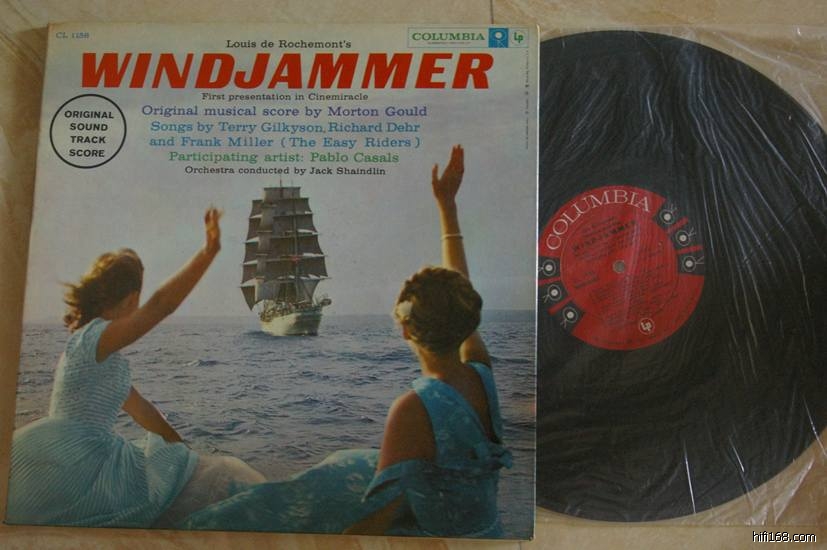 CL 1158
COLUMBIA
Lp
Louis de Rochemont's
WINDJAMMER
First presentation in Cinemiracle
ORIGINAL
SOUND
TRACK
SCORE
Original musical score by Morton Gould
Songs by Terry Gilkyson, Richard Dehr
and Frank Miller (The Easy Riders)
Participating artist: Pablo Casals
Orchestra conducted by Jack Shaindlin
COLUMBIA
WINDJAMMER
Lp
hifi168.com